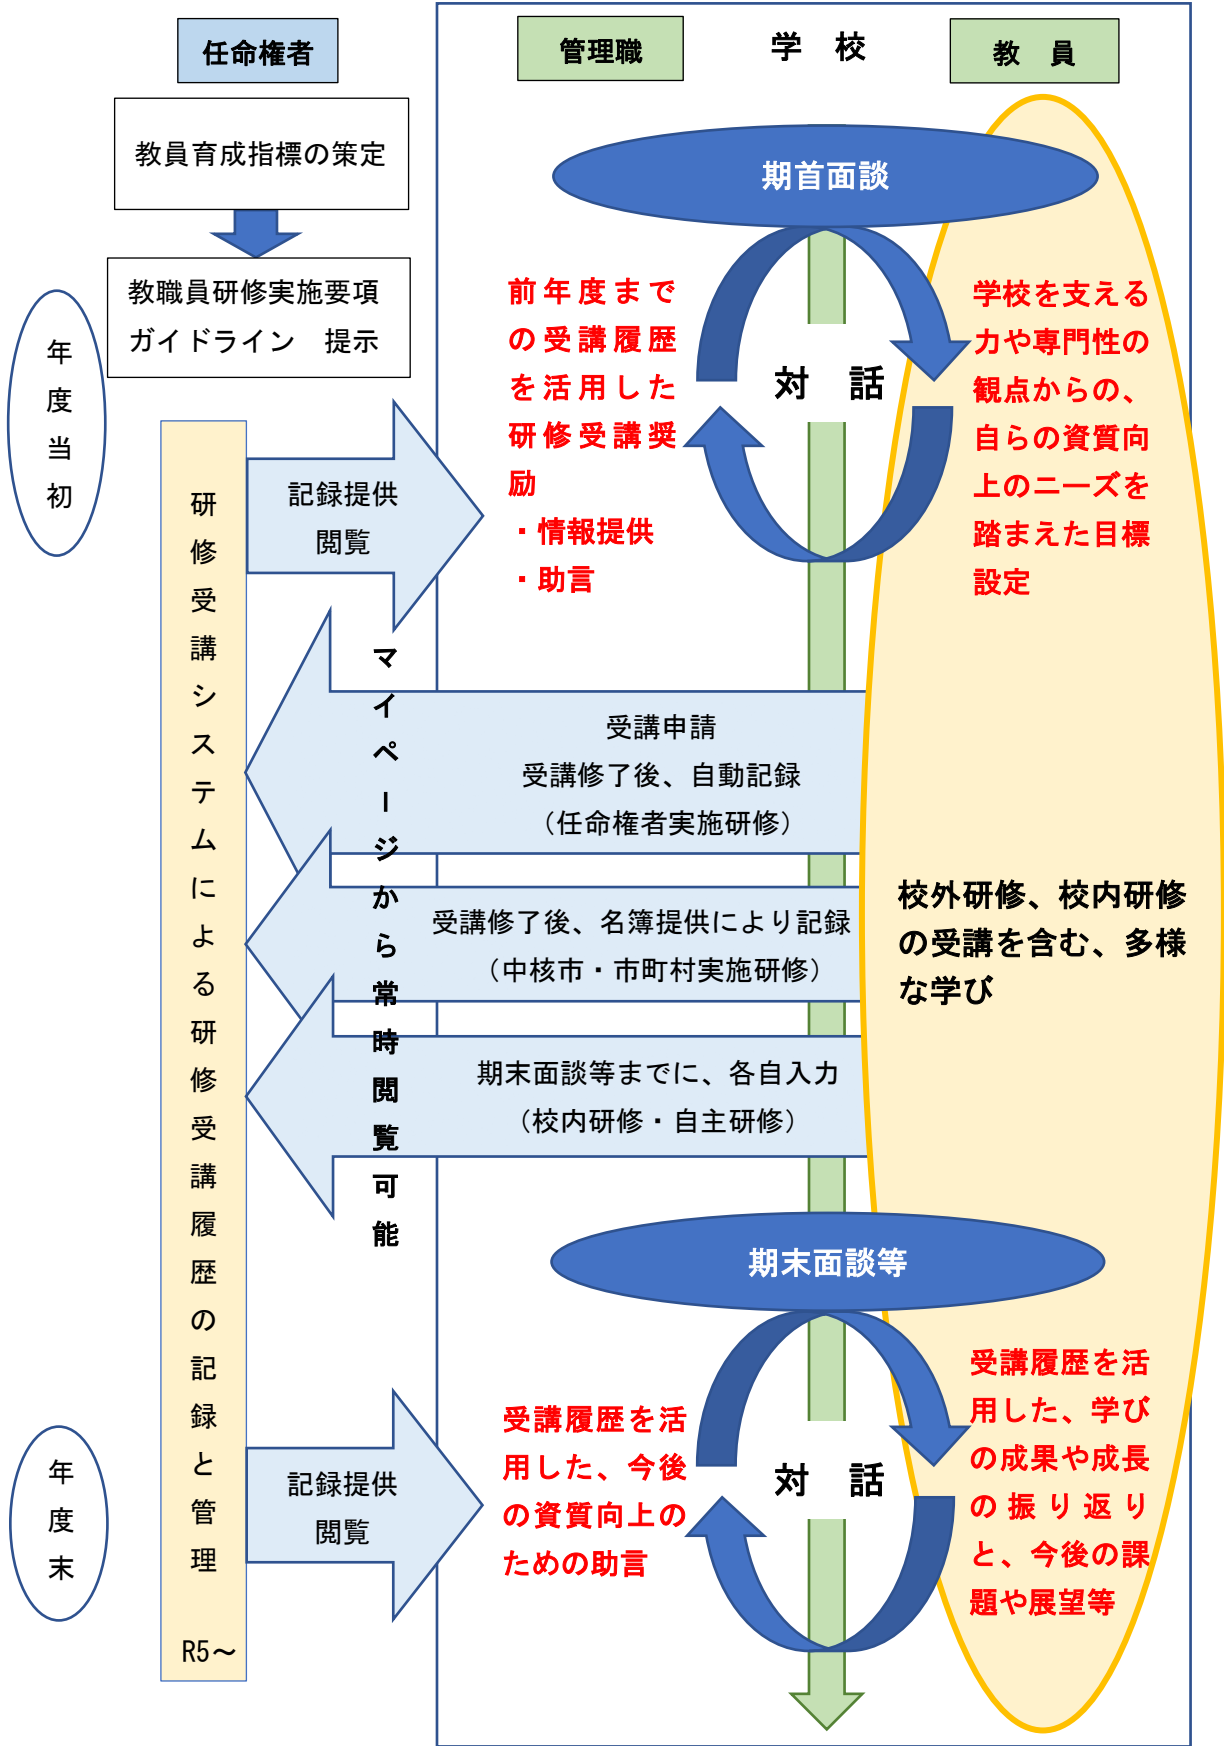 任命権者
管理職
学　校
教　員
教員育成指標の策定
教職員研修実施要項
ガイドライン　提示
年度当初
期首面談
前年度まで
の受講履歴
を活用した
研修受講奨
励
・情報提供
・助言
対　話
学校を支える
力や専門性の
観点からの、
自らの資質向
上のニーズを
踏まえた目標
設定
研修受講システムによる研修受講履歴の記録と管理
R5～
記録提供
閲覧
マイページから常時閲覧可能
受講申請
受講修了後、自動記録
（任命権者実施研修）
受講修了後、名簿提供により記録
（中核市・市町村実施研修）
期末面談等までに、各自入力
（校内研修・自主研修）
校外研修、校内研修
の受講を含む、多様
な学び
期末面談等
年度末
記録提供
閲覧
受講履歴を活
用した、今後
の資質向上の
ための助言
対　話
受講履歴を活
用した、学び
の成果や成長
の振り返り
と、今後の課
題や展望等